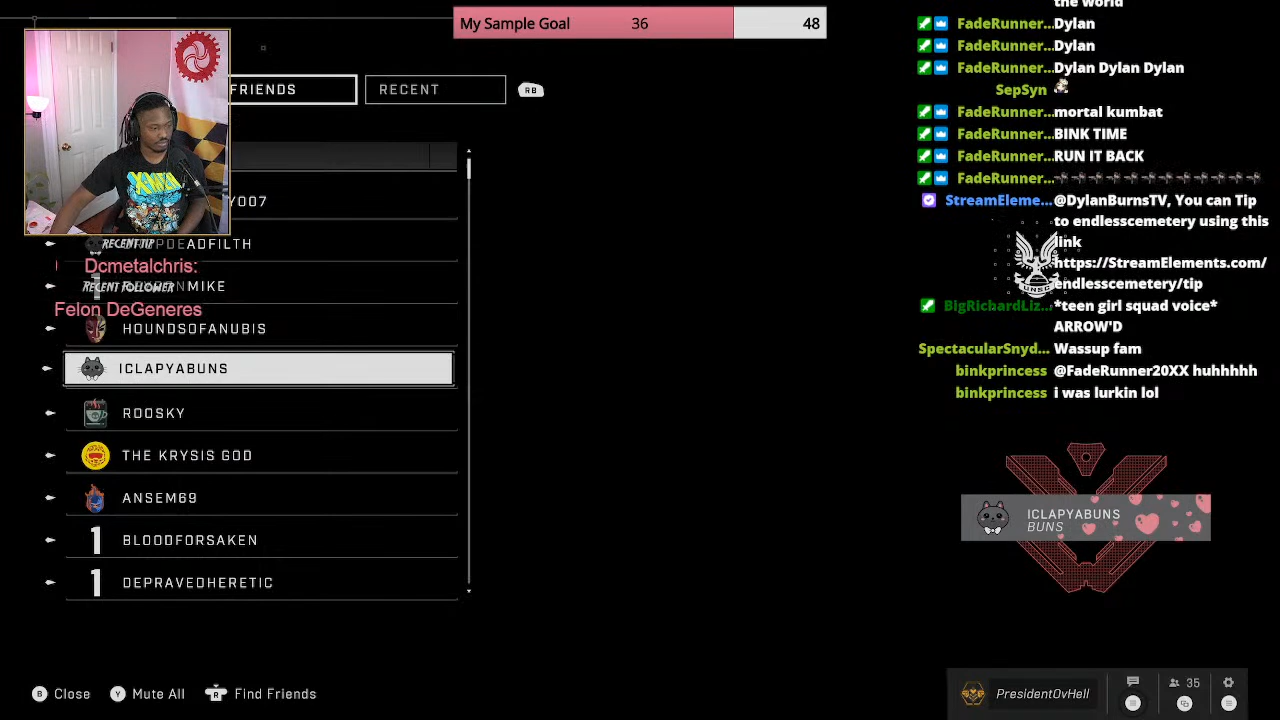 My Sample Goal 36 48
FRIENDS RECENT RB
Y007
DEADFILTH
RECENT TIP
Dcmetalchris:
MIKE
RECENT FOLLOWER
Felon DeGeneres
HOUNDSOFANUBIS
ICLAPYABUNS
ROOSKY
THE KRYSIS GOD
ANSEM69
1 BLOODFORSAKEN
1 DEPRAVEDHERETIC
B Close Y Mute All R Find Friends
the world
FadeRunner... Dylan
FadeRunner... Dylan
FadeRunner... Dylan Dylan Dylan
SepSyn
FadeRunner... mortal kumbat
FadeRunner... BINK TIME
FadeRunner... RUN IT BACK
FadeRunner...
StreamEleme... @DylanBurnsTV, You can Tip
to endlesscemetery using this
link
https://StreamElements.com/
endlesscemetery/tip
UNSC
BigRichardLiz... *teen girl squad voice*
ARROW'D
SpectacularSnyd... Wassup fam
binkprincess @FadeRunner20XX huhhhhh
binkprincess i was lurkin lol
ICLAPYABUNS
BUNS
PresidentOvHell 35
X-MEN